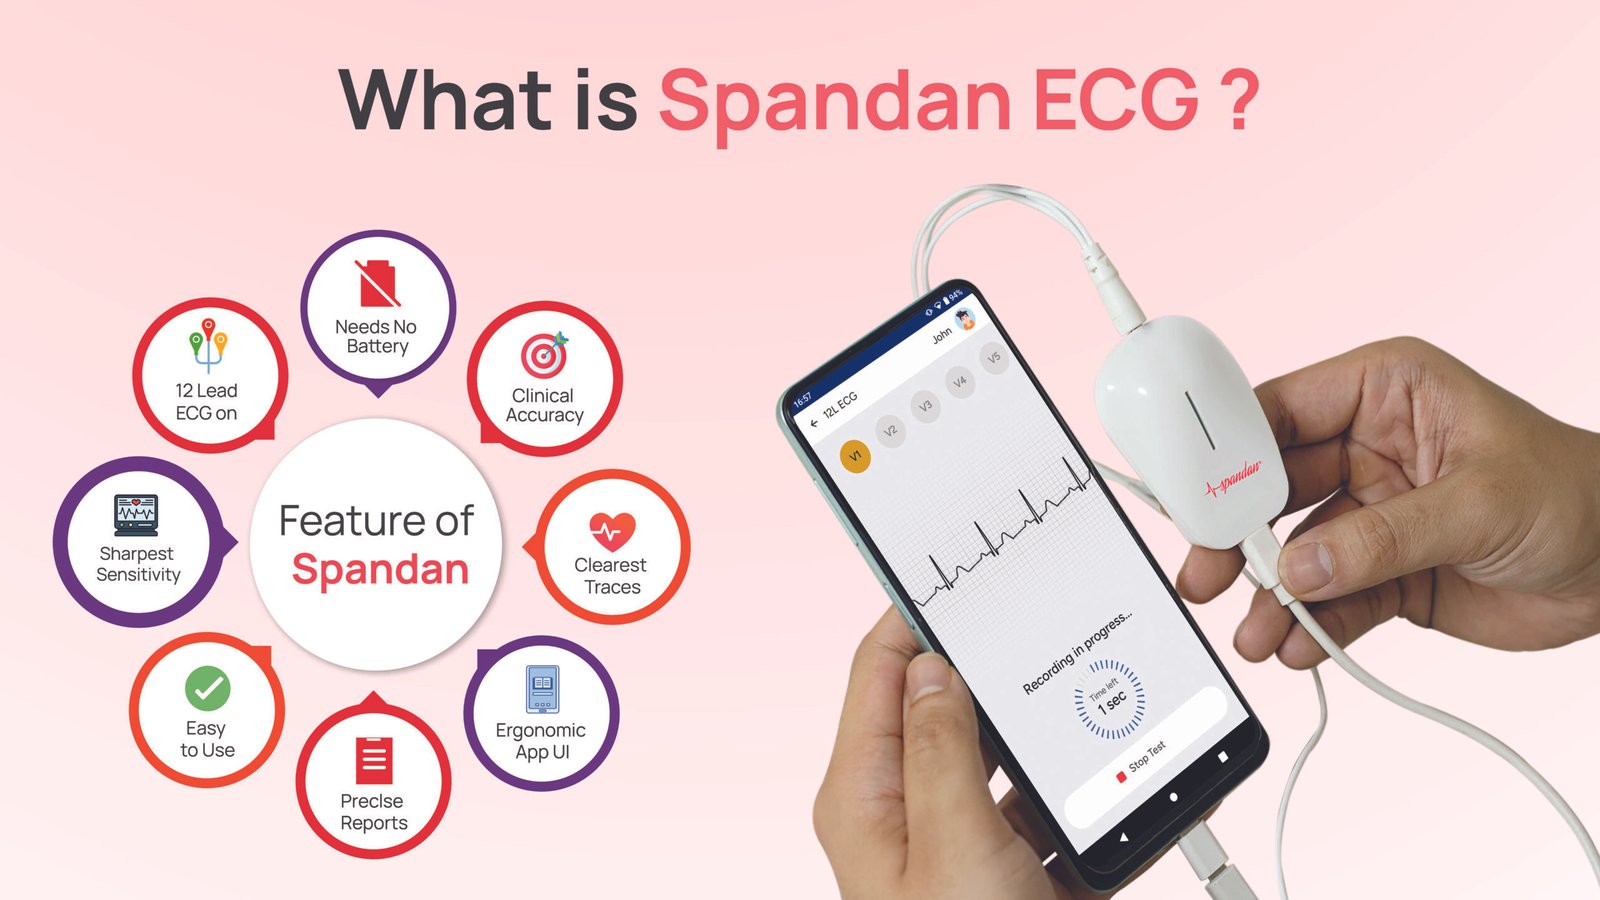 What is Spandan ECG ?
Needs No
Battery
12 Lead
ECG on
Clinical
Accuracy
Sharpest
Sensitivity
Feature of
Spandan
Clearest
Traces
Easy
to Use
Ergonomic
App UI
Preclse
Reports
16:57
94%
John
← 12L ECG
V1
V2
V3
V4
V5
Recording in progress...
Time left
1 sec
Stop Test
spandan